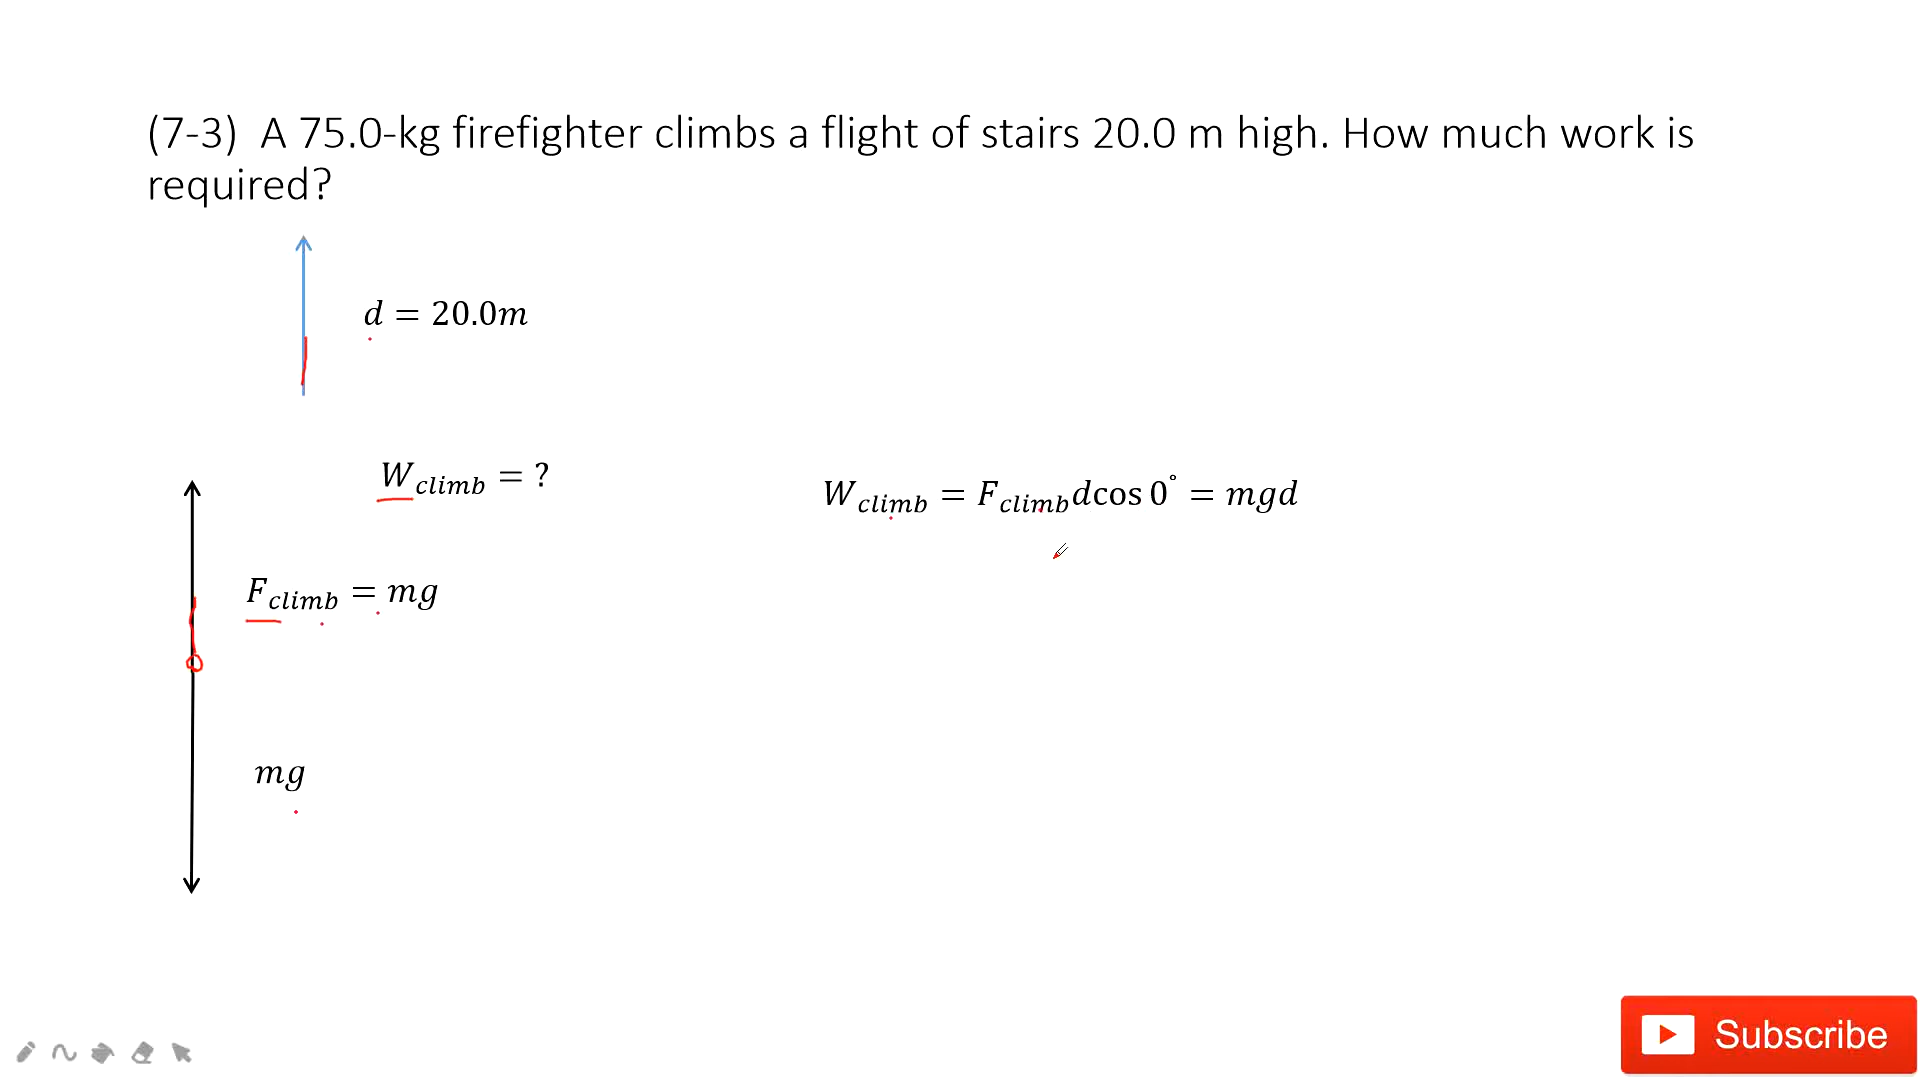 (7-3) A 75.0-kg firefighter climbs a flight of stairs 20.0 m high. How much work is
required?
d = 20.0m
W_climb = ?
W_climb = F_climb d cos 0° = mgd
F_climb = mg
mg
Subscribe